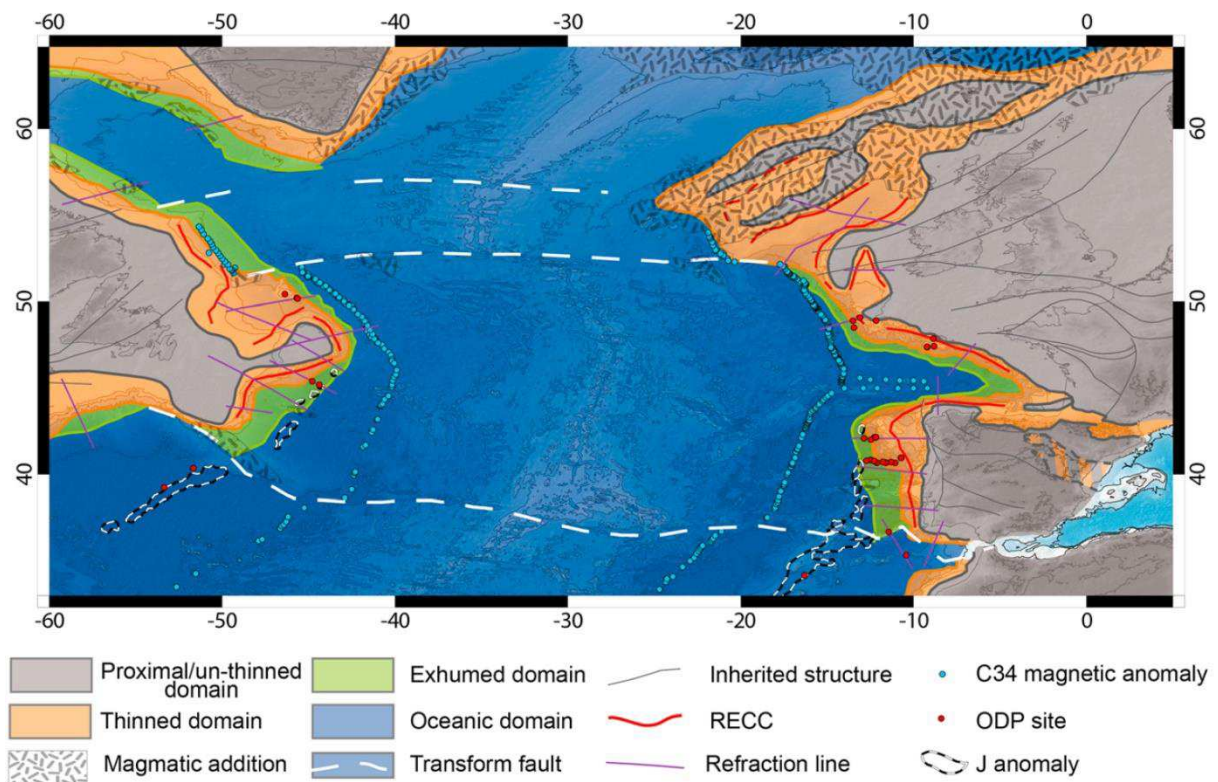 -60 -50 -40 -30 -20 -10 0
60 60
50 50
40 40
-60 -50 -40 -30 -20 -10 0
Proximal/un-thinned
domain
Exhumed domain
Inherited structure
C34 magnetic anomaly
Thinned domain
Oceanic domain
RECC
ODP site
Magmatic addition
Transform fault
Refraction line
J anomaly